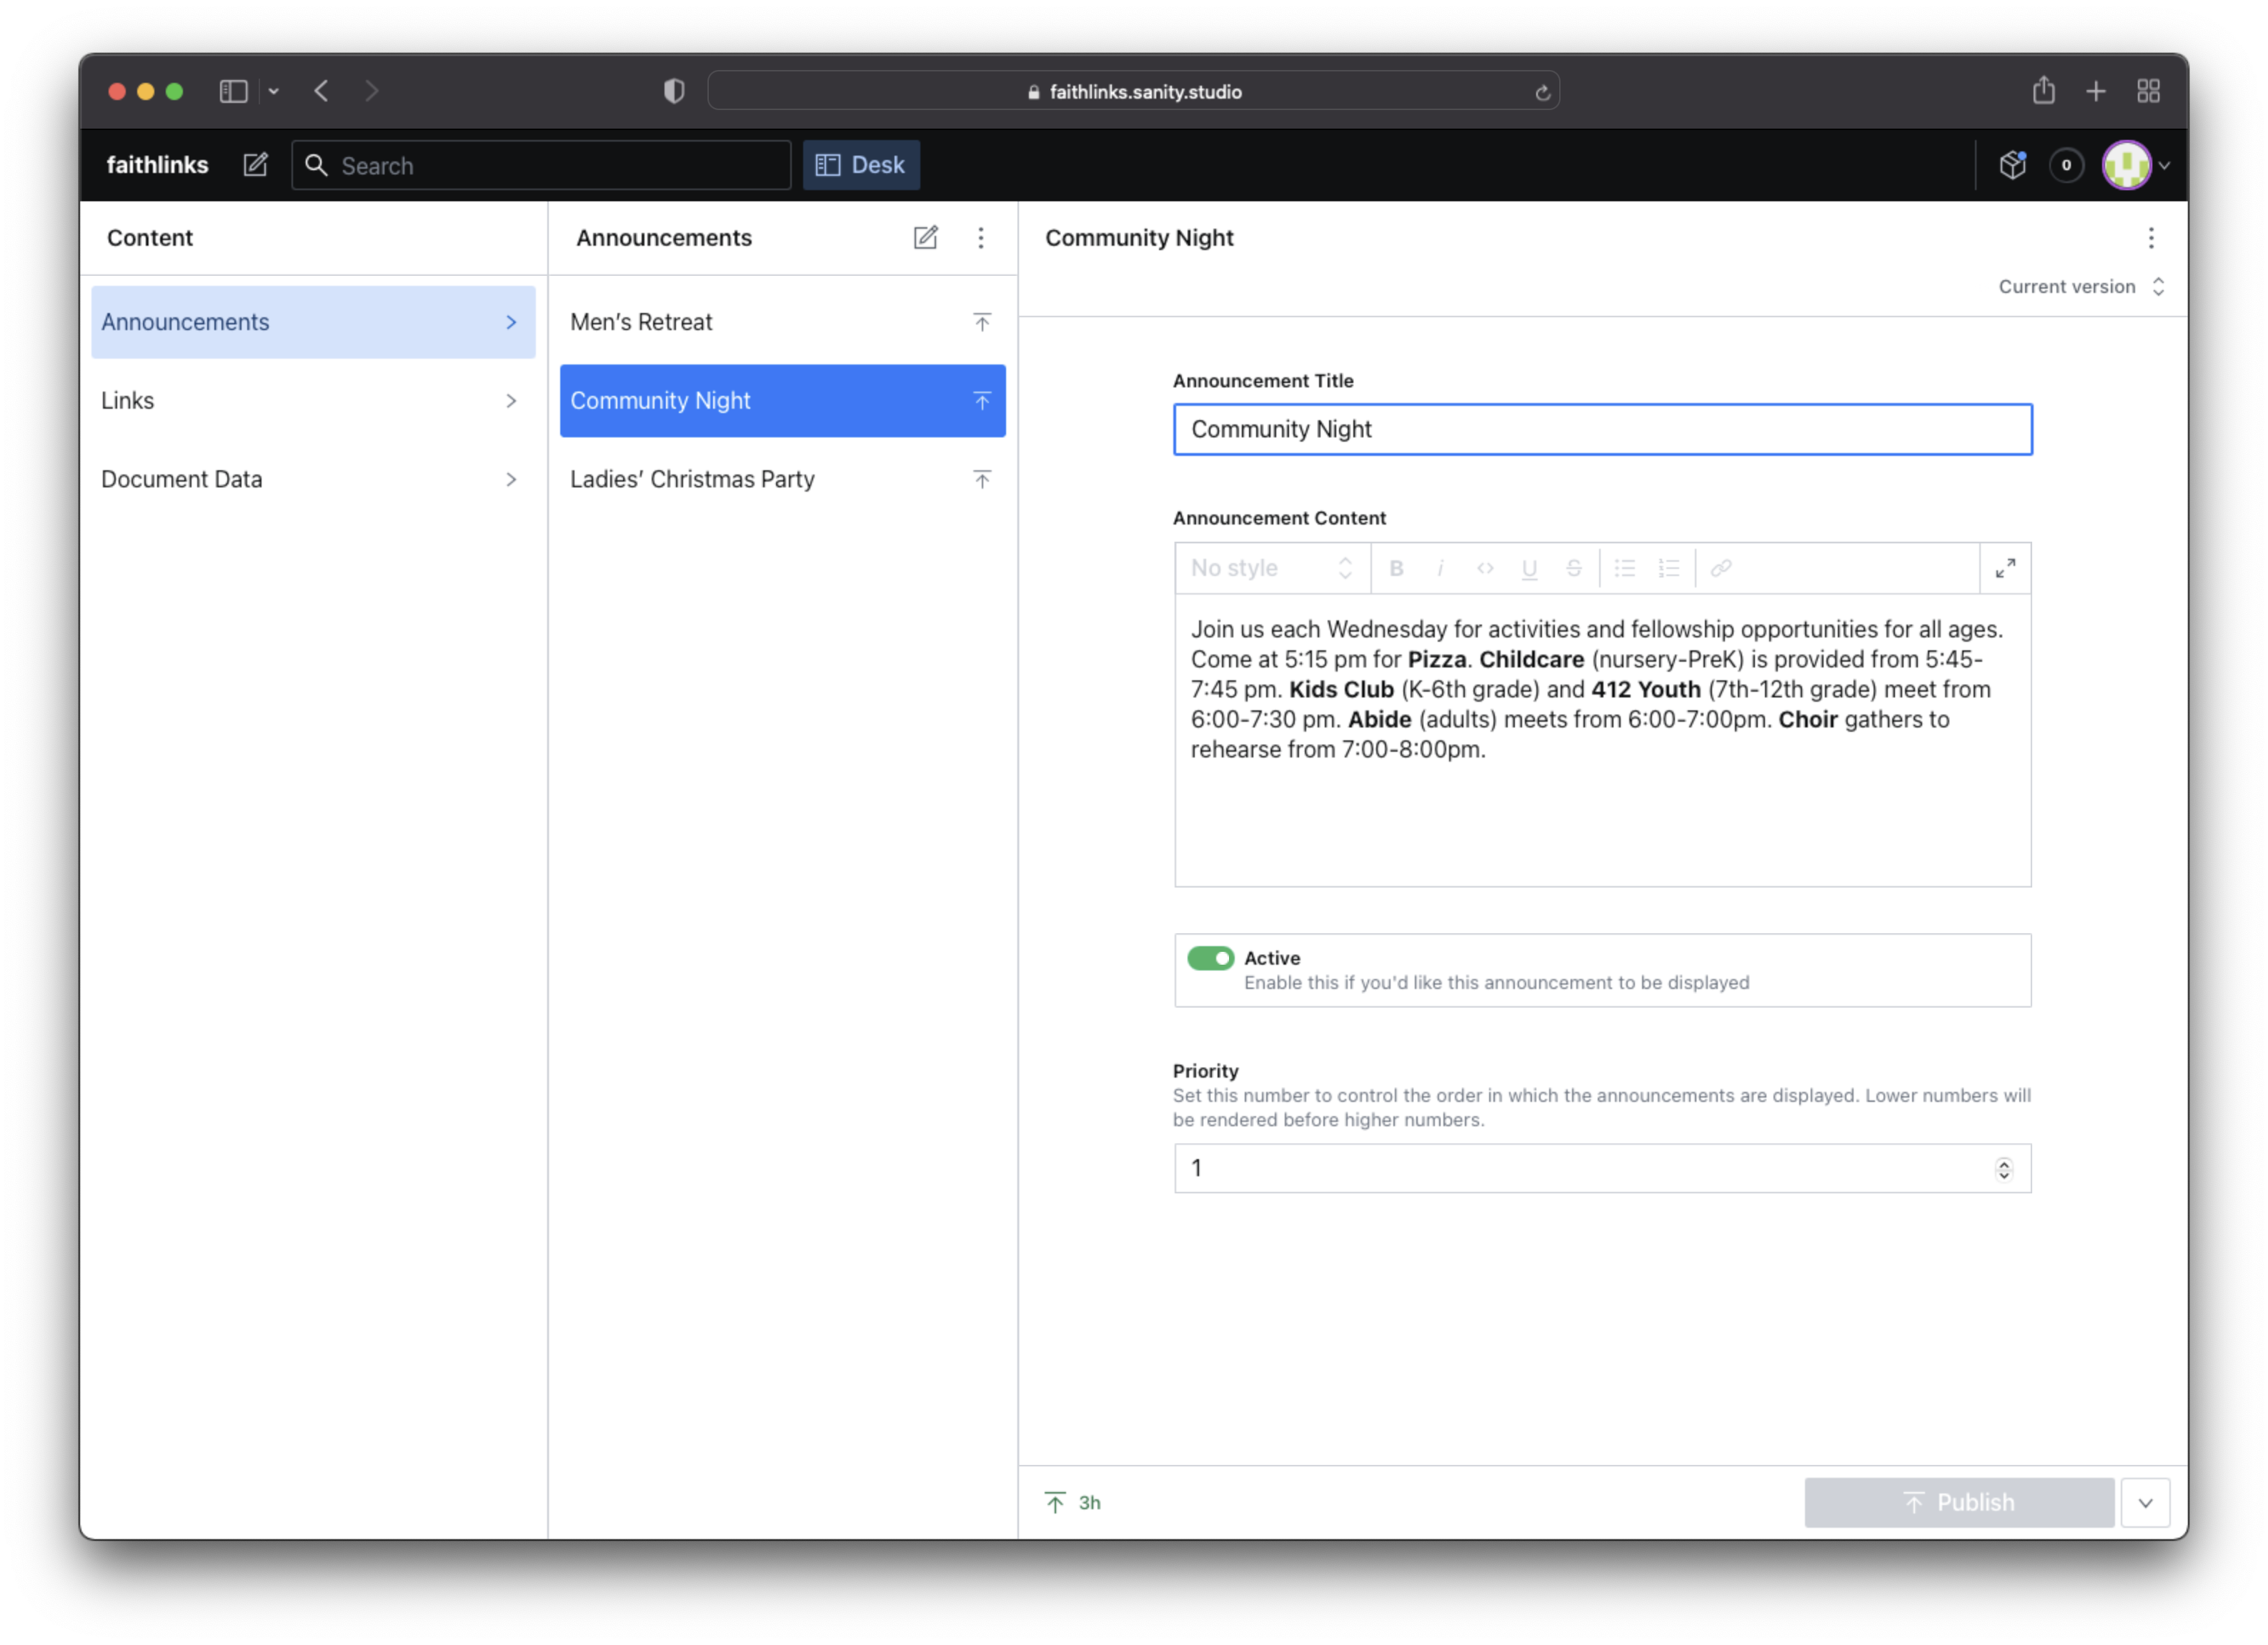 faithlinks.sanity.studio
faithlinks
Search
Desk
0
Content
Announcements
Links
Document Data
Announcements
Men’s Retreat
Community Night
Ladies’ Christmas Party
Community Night
Current version
Announcement Title
Community Night
Announcement Content
No style
B i <> U S
Join us each Wednesday for activities and fellowship opportunities for all ages.
Come at 5:15 pm for Pizza. Childcare (nursery-PreK) is provided from 5:45-
7:45 pm. Kids Club (K-6th grade) and 412 Youth (7th-12th grade) meet from
6:00-7:30 pm. Abide (adults) meets from 6:00-7:00pm. Choir gathers to
rehearse from 7:00-8:00pm.
Active
Enable this if you'd like this announcement to be displayed
Priority
Set this number to control the order in which the announcements are displayed. Lower numbers will
be rendered before higher numbers.
1
3h
Publish